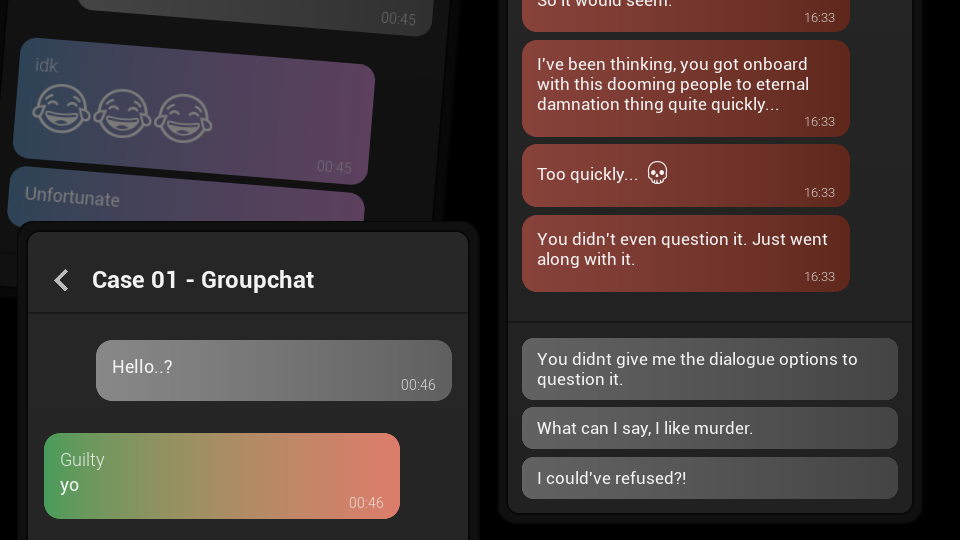 00:45
idk
00:45
Unfortunate
Case 01 - Groupchat
Hello..?
00:46
Guilty
yo
00:46
So it would seem.
16:33
I've been thinking, you got onboard
with this dooming people to eternal
damnation thing quite quickly...
16:33
Too quickly...
16:33
You didn't even question it. Just went
along with it.
16:33
You didnt give me the dialogue options to
question it.
What can I say, I like murder.
I could've refused?!